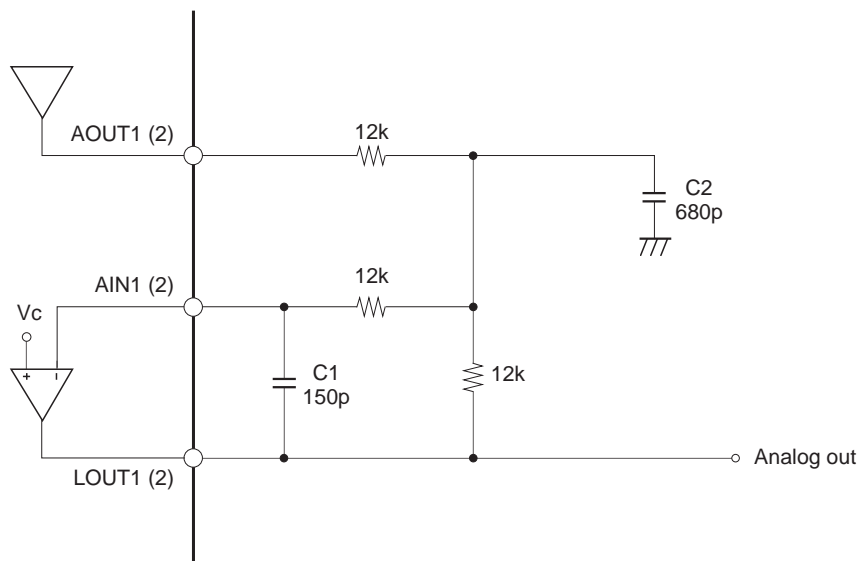 AOUT1 (2)
12k
C2
680p
AIN1 (2)
12k
Vc
+
–
C1
150p
12k
LOUT1 (2)
Analog out